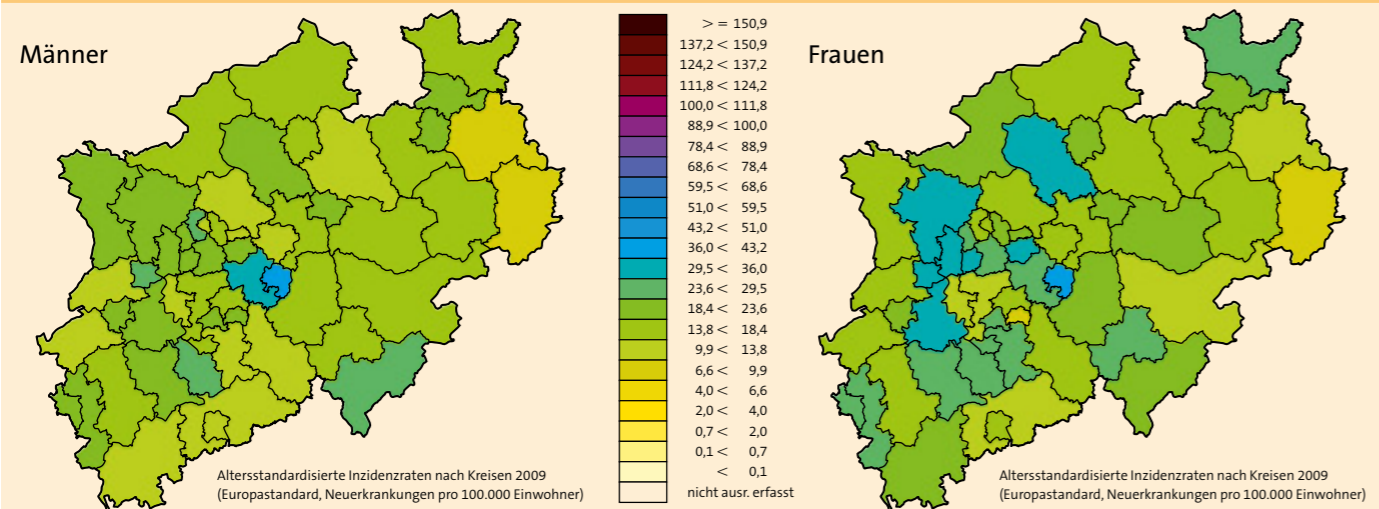 Männer
Altersstandardisierte Inzidenzraten nach Kreisen 2009
(Europastandard, Neuerkrankungen pro 100.000 Einwohner)
> = 150,9
137,2 < 150,9
124,2 < 137,2
111,8 < 124,2
100,0 < 111,8
88,9 < 100,0
78,4 < 88,9
68,6 < 78,4
59,5 < 68,6
51,0 < 59,5
43,2 < 51,0
36,0 < 43,2
29,5 < 36,0
23,6 < 29,5
18,4 < 23,6
13,8 < 18,4
9,9 < 13,8
6,6 < 9,9
4,0 < 6,6
2,0 < 4,0
0,7 < 2,0
0,1 < 0,7
< 0,1
nicht ausr. erfasst
Frauen
Altersstandardisierte Inzidenzraten nach Kreisen 2009
(Europastandard, Neuerkrankungen pro 100.000 Einwohner)